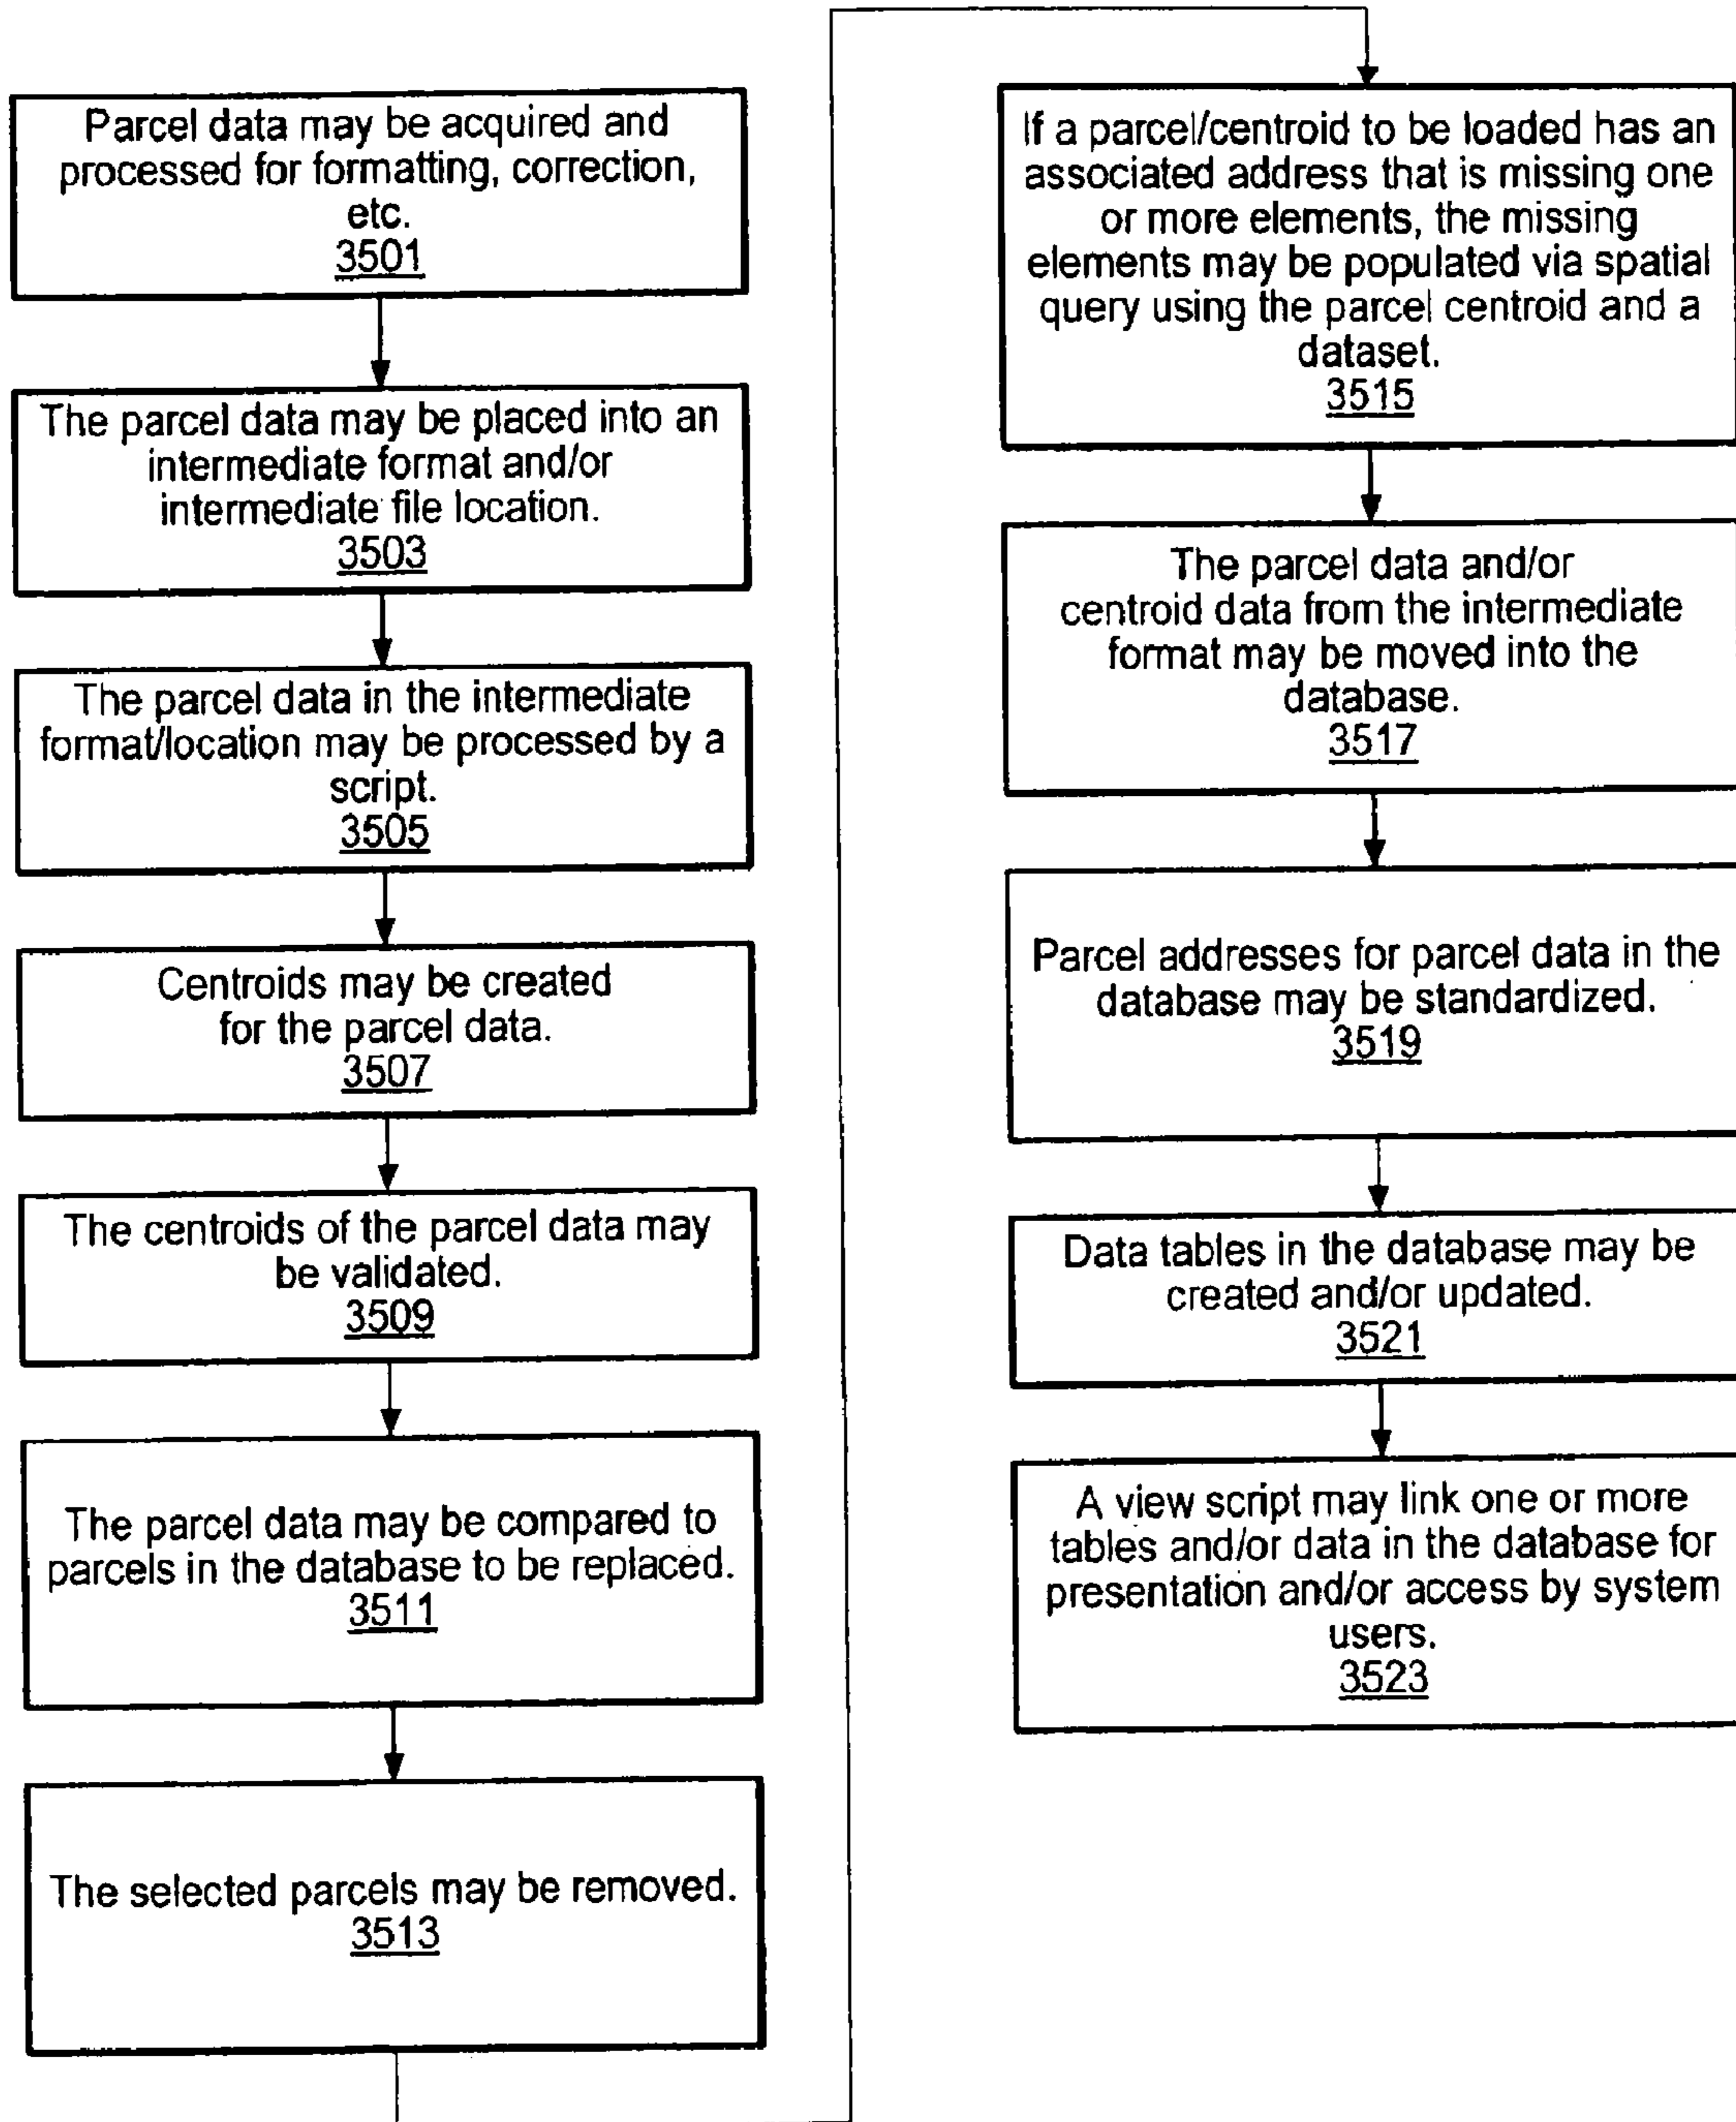 Parcel data may be acquired and
processed for formatting, correction,
etc.
3501
The parcel data may be placed into an
intermediate format and/or
intermediate file location.
3503
The parcel data in the intermediate
format/location may be processed by a
script.
3505
Centroids may be created
for the parcel data.
3507
The centroids of the parcel data may
be validated.
3509
The parcel data may be compared to
parcels in the database to be replaced.
3511
The selected parcels may be removed.
3513
If a parcel/centroid to be loaded has an
associated address that is missing one
or more elements, the missing
elements may be populated via spatial
query using the parcel centroid and a
dataset.
3515
The parcel data and/or
centroid data from the intermediate
format may be moved into the
database.
3517
Parcel addresses for parcel data in the
database may be standardized.
3519
Data tables in the database may be
created and/or updated.
3521
A view script may link one or more
tables and/or data in the database for
presentation and/or access by system
users.
3523